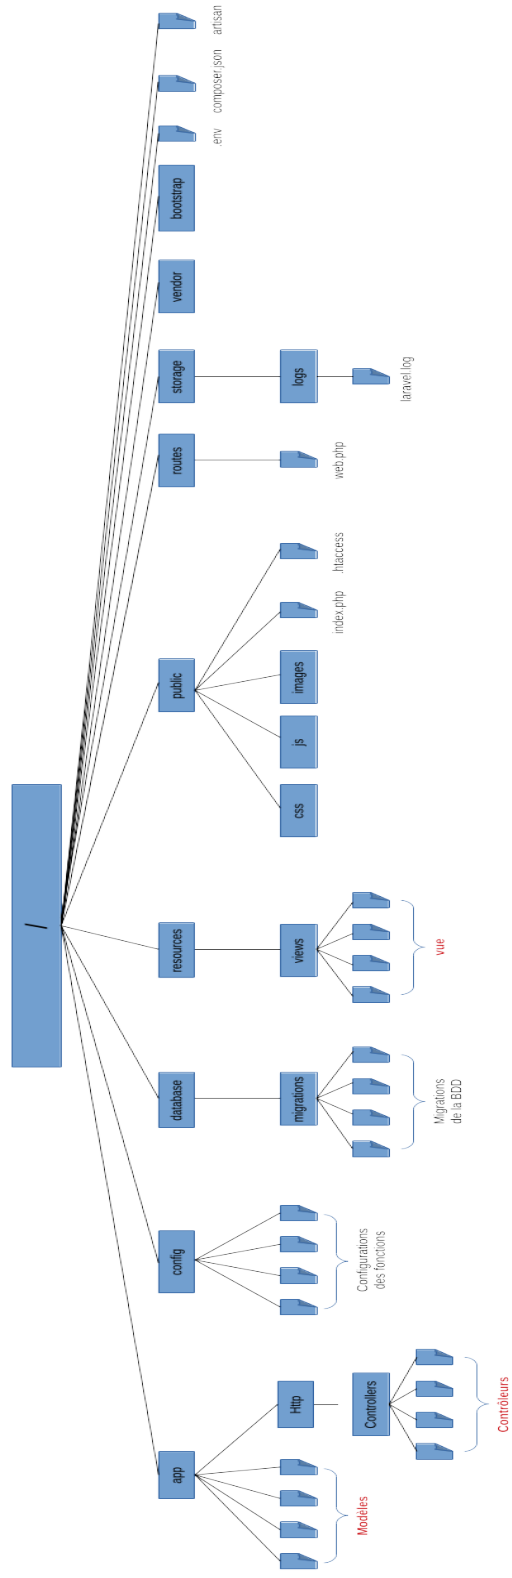 /
app
config
database
resources
public
routes
storage
vendor
bootstrap
.env
composer.json
artisan
Http
migrations
views
css
js
images
index.php
.htaccess
web.php
logs
Modèles
Controllers
Configurations
des fonctions
laravel.log
Contrôleurs
Migrations
de la BDD
vue